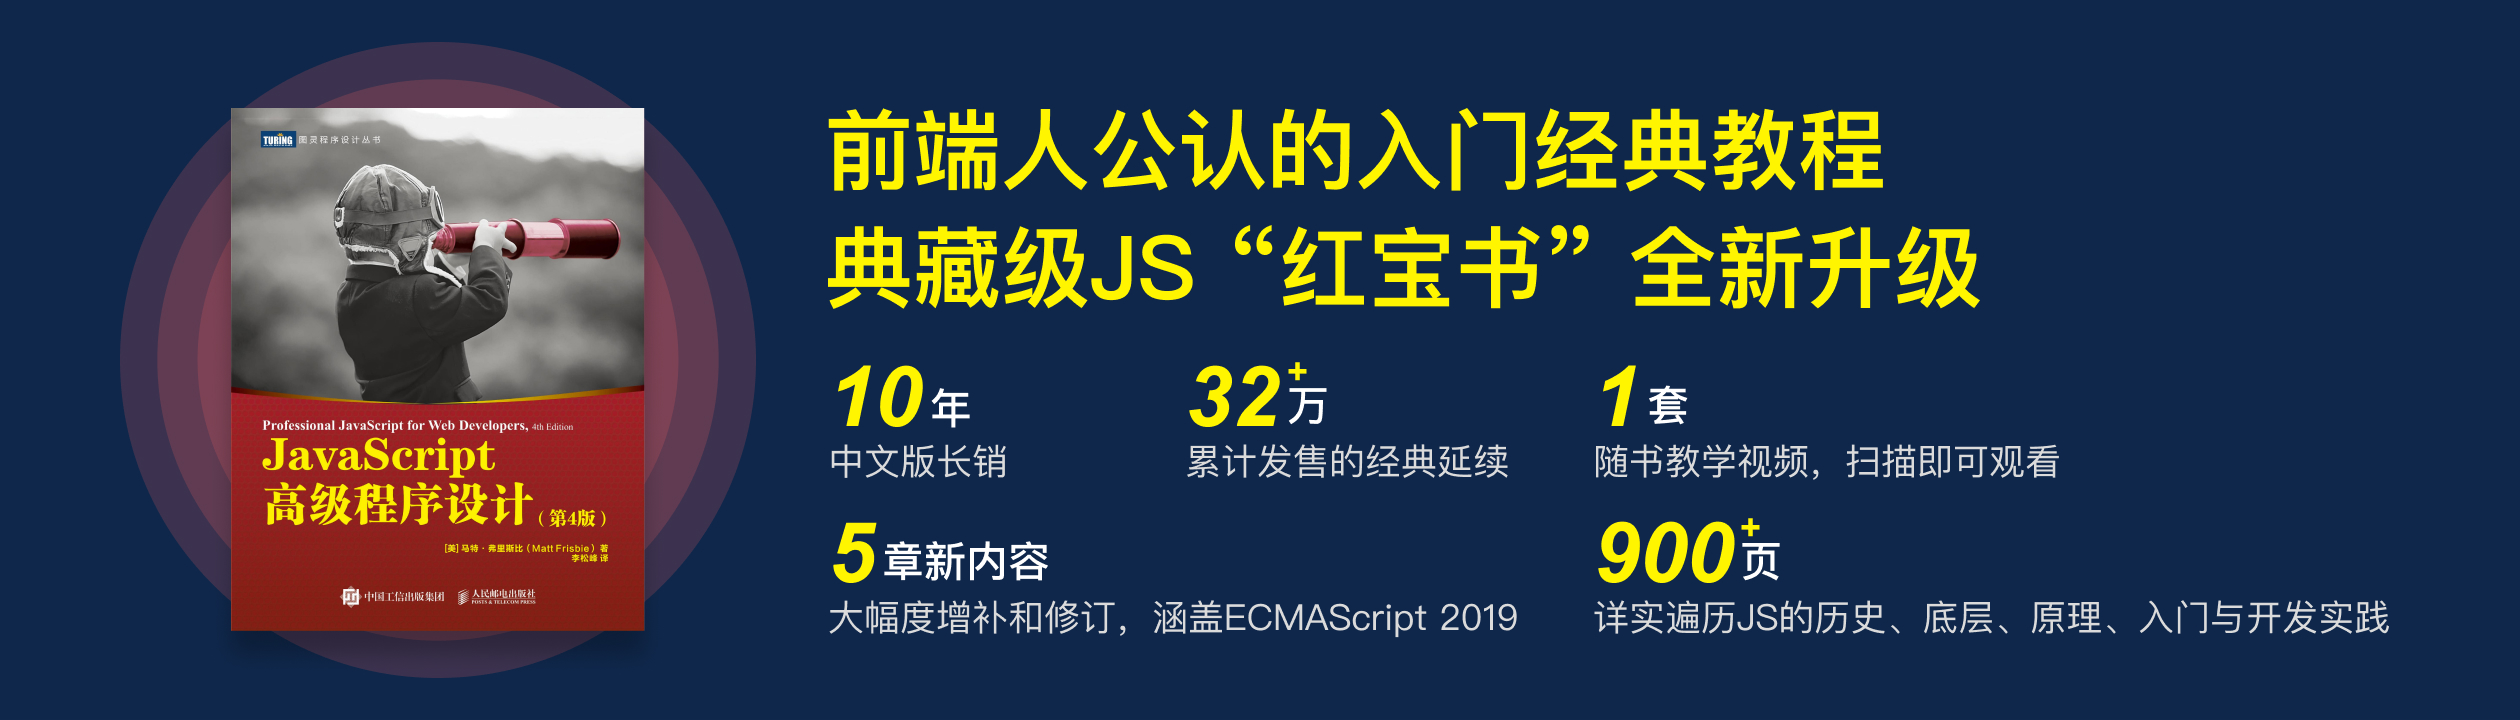 TURING 图灵程序设计丛书
Professional JavaScript for Web Developers, 4th Edition
JavaScript
高级程序设计（第4版）
[美] 马特·弗里斯比（Matt Frisbie）著
李松峰 译
中国工信出版集团 人民邮电出版社
POSTS & TELECOM PRESS
前端人公认的入门经典教程
典藏级JS“红宝书”全新升级
10年 32+万 1套
中文版长销 累计发售的经典延续 随书教学视频，扫描即可观看
5章新内容 900+页
大幅度增补和修订，涵盖ECMAScript 2019 详实遍历JS的历史、底层、原理、入门与开发实践